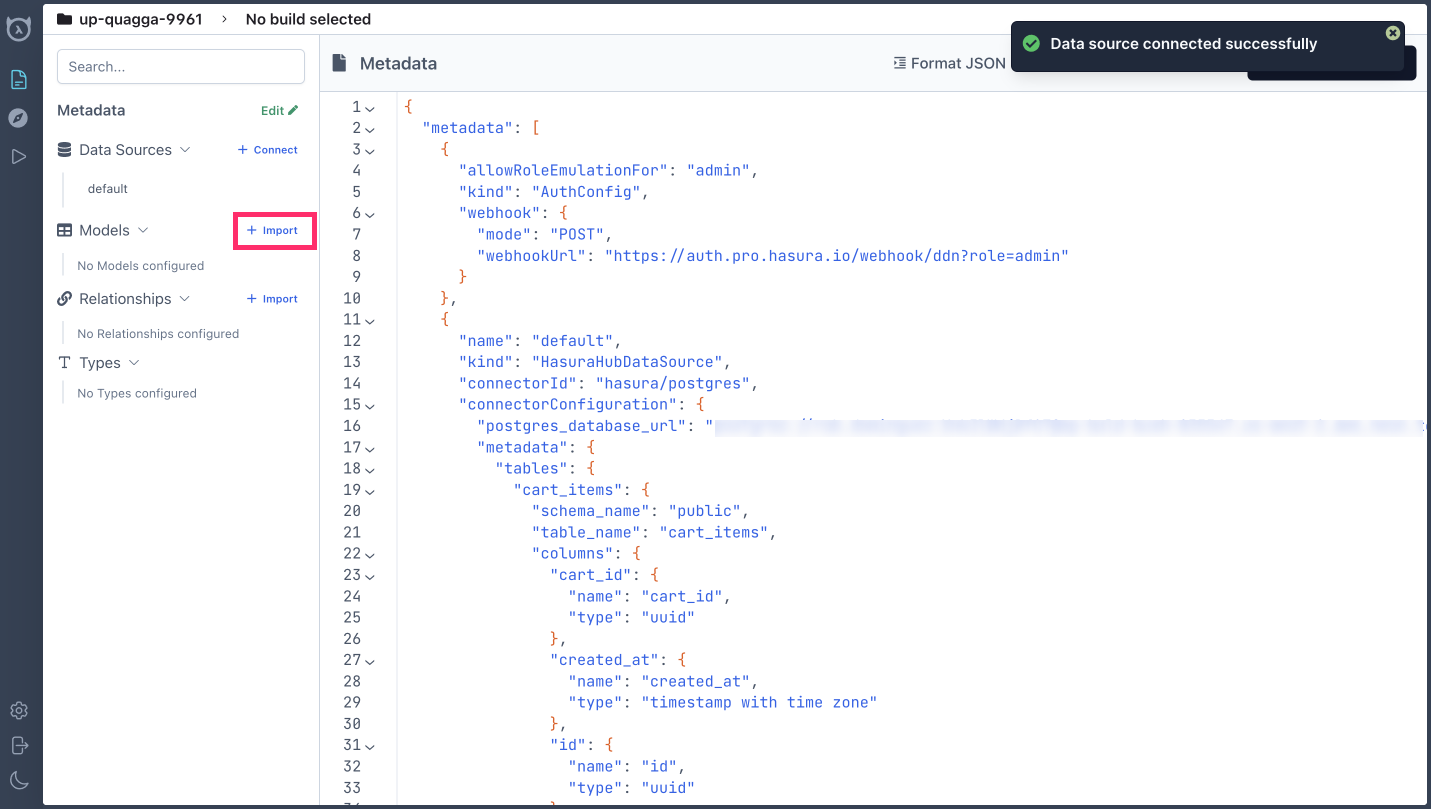 up-quagga-9961 › No build selected
Data source connected successfully
Search...
Metadata
Edit
Data Sources
+ Connect
default
Models
+ Import
No Models configured
Relationships
+ Import
No Relationships configured
Types
No Types configured
Metadata
Format JSON
1 {
2 "metadata": [
3 {
4 "allowRoleEmulationFor": "admin",
5 "kind": "AuthConfig",
6 "webhook": {
7 "mode": "POST",
8 "webhookUrl": "https://auth.pro.hasura.io/webhook/ddn?role=admin"
9 }
10 },
11 {
12 "name": "default",
13 "kind": "HasuraHubDataSource",
14 "connectorId": "hasura/postgres",
15 "connectorConfiguration": {
16 "postgres_database_url": "
17 "metadata": {
18 "tables": {
19 "cart_items": {
20 "schema_name": "public",
21 "table_name": "cart_items",
22 "columns": {
23 "cart_id": {
24 "name": "cart_id",
25 "type": "uuid"
26 },
27 "created_at": {
28 "name": "created_at",
29 "type": "timestamp with time zone"
30 },
31 "id": {
32 "name": "id",
33 "type": "uuid"